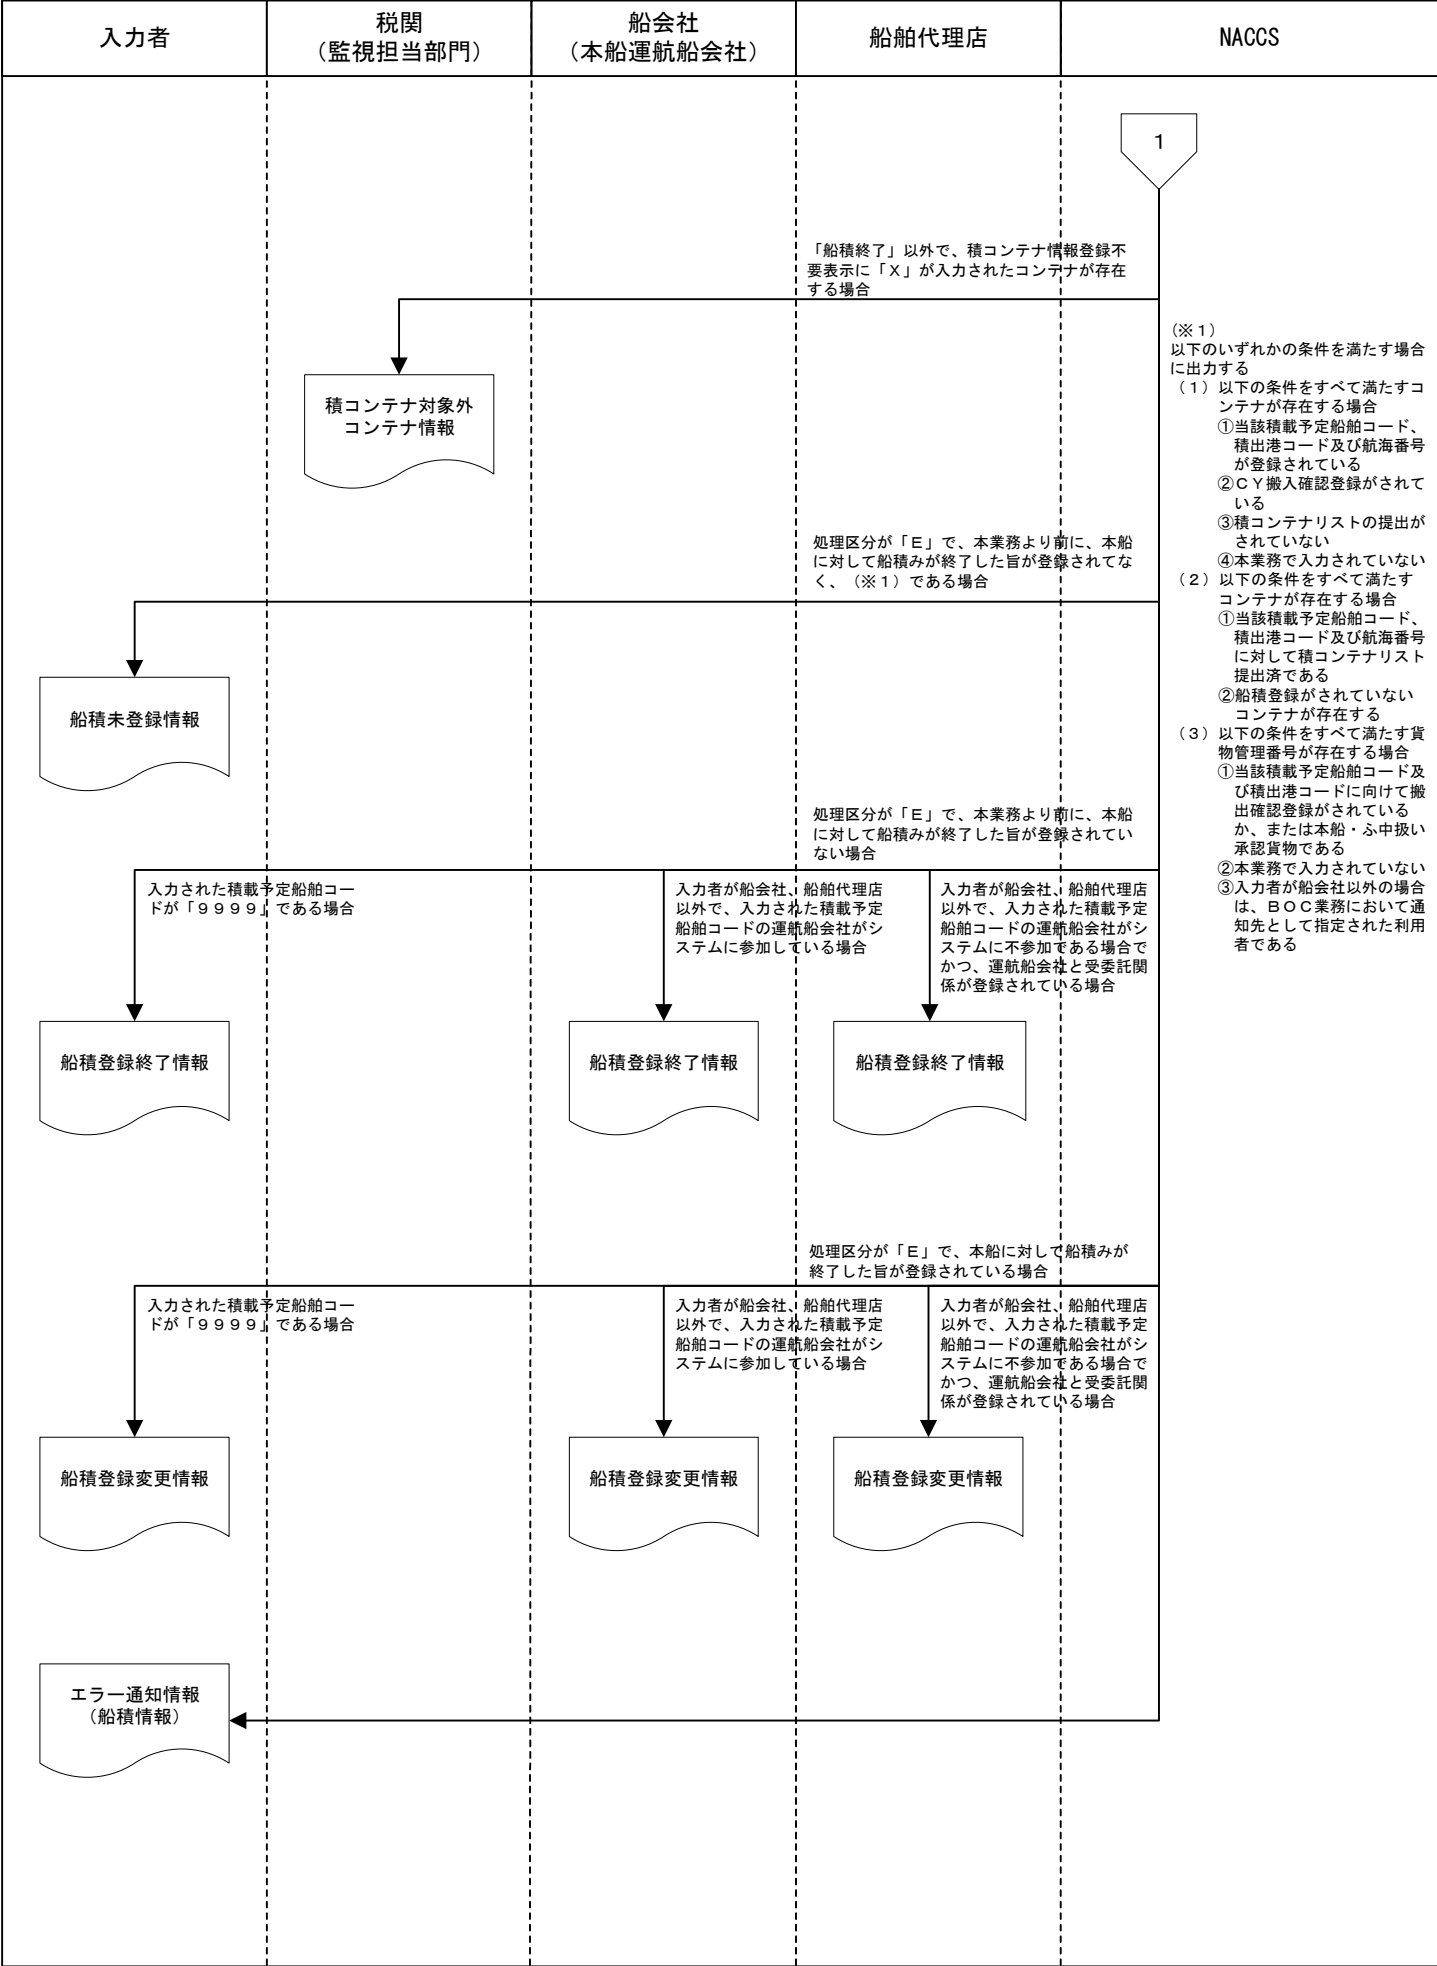 入力者
税関
（監視担当部門）
船会社
（本船運航船会社）
船舶代理店
NACCS
1
「船積終了」以外で、積コンテナ情報登録不
要表示に「Ｘ」が入力されたコンテナが存在
する場合
積コンテナ対象外
コンテナ情報
(※１)
以下のいずれかの条件を満たす場合
に出力する
（１）以下の条件をすべて満たすコ
ンテナが存在する場合
①当該積載予定船舶コード、
積出港コード及び航海番号
が登録されている
②ＣＹ搬入確認登録がされて
いる
③積コンテナリストの提出が
されていない
④本業務で入力されていない
（２）以下の条件をすべて満たす
コンテナが存在する場合
①当該積載予定船舶コード、
積出港コード及び航海番号
に対して積コンテナリスト
提出済である
②船積登録がされていない
コンテナが存在する
（３）以下の条件をすべて満たす貨
物管理番号が存在する場合
①当該積載予定船舶コード及
び積出港コードに向けて搬
出確認登録がされている
か、または本船・ふ中扱い
承認貨物である
②本業務で入力されていない
③入力者が船会社以外の場合
は、ＢＯＣ業務において通
知先として指定された利用
者である
処理区分が「Ｅ」で、本業務より前に、本船
に対して船積みが終了した旨が登録されてな
く、（※１）である場合
船積未登録情報
処理区分が「Ｅ」で、本業務より前に、本船
に対して船積みが終了した旨が登録されてい
ない場合
入力された積載予定船舶コー
ドが「９９９９」である場合
入力者が船会社、船舶代理店
以外で、入力された積載予定
船舶コードの運航船会社がシ
ステムに参加している場合
入力者が船会社、船舶代理店
以外で、入力された積載予定
船舶コードの運航船会社がシ
ステムに不参加である場合で
かつ、運航船会社と受委託関
係が登録されている場合
船積登録終了情報
船積登録終了情報
船積登録終了情報
処理区分が「Ｅ」で、本船に対して船積みが
終了した旨が登録されている場合
入力された積載予定船舶コー
ドが「９９９９」である場合
入力者が船会社、船舶代理店
以外で、入力された積載予定
船舶コードの運航船会社がシ
ステムに参加している場合
入力者が船会社、船舶代理店
以外で、入力された積載予定
船舶コードの運航船会社がシ
ステムに不参加である場合で
かつ、運航船会社と受委託関
係が登録されている場合
船積登録変更情報
船積登録変更情報
船積登録変更情報
エラー通知情報
（船積情報）